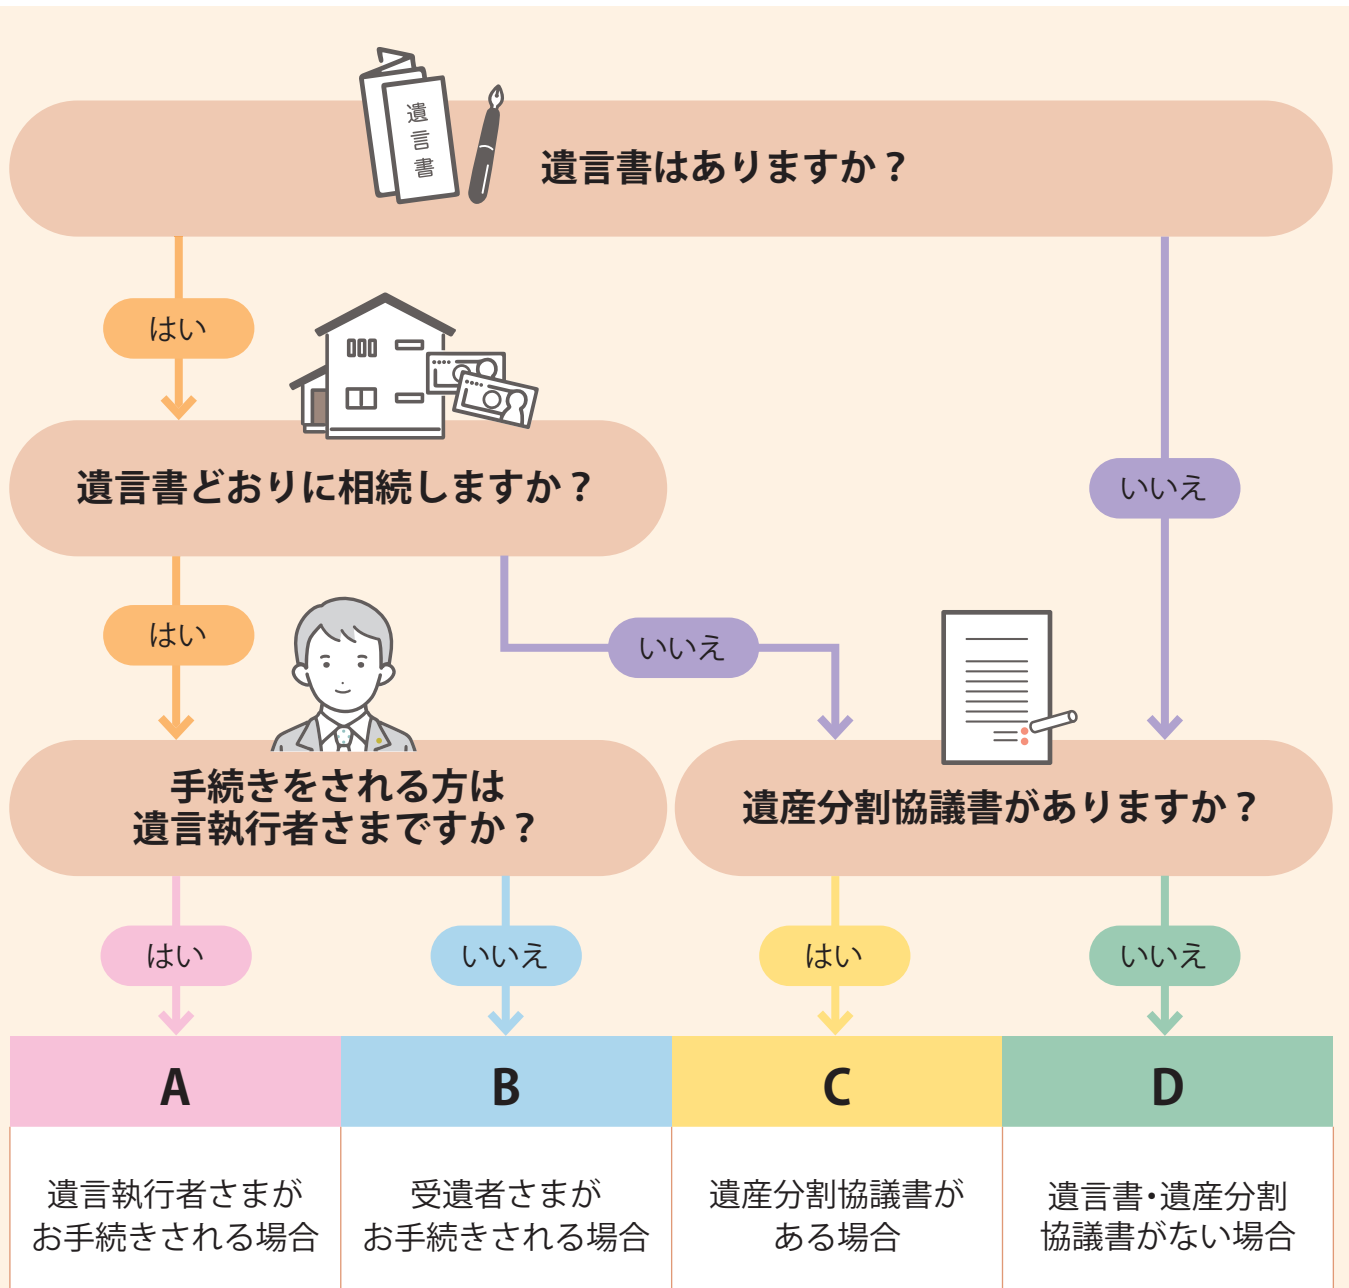 遺言書
遺言書はありますか？
はい
遺言書どおりに相続しますか？
いいえ
はい
いいえ
手続きをされる方は
遺言執行者さまですか？
遺産分割協議書がありますか？
はい
いいえ
はい
いいえ
A
B
C
D
遺言執行者さまが
お手続きされる場合
受遺者さまが
お手続きされる場合
遺産分割協議書が
ある場合
遺言書・遺産分割
協議書がない場合